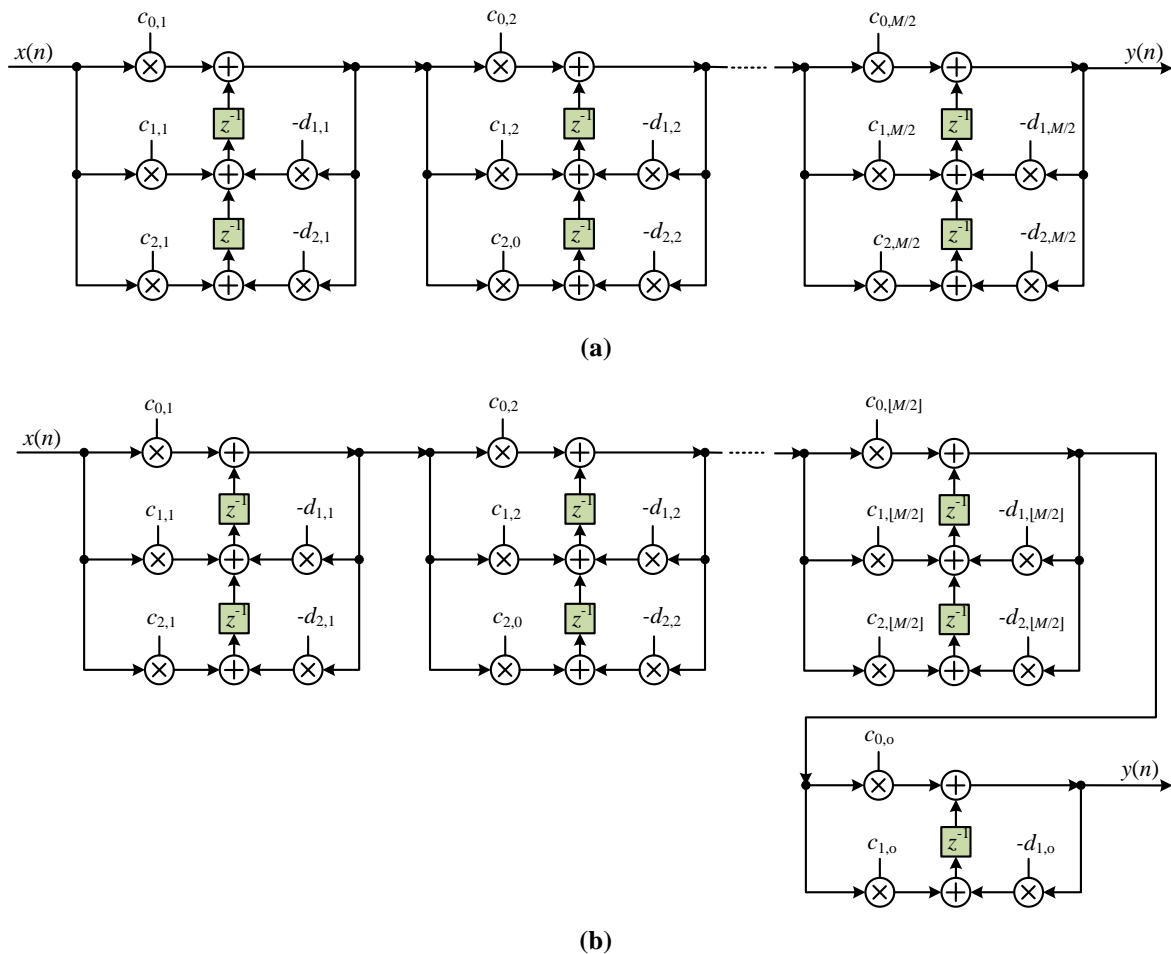 c0,1 c0,2 c0,M/2
x(n) y(n)
z-1 z-1 z-1
c1,1 -d1,1 c1,2 -d1,2 c1,M/2 -d1,M/2
z-1 z-1 z-1
c2,1 -d2,1 c2,0 -d2,2 c2,M/2 -d2,M/2
(a)
c0,1 c0,2 c0,⌊M/2⌋
x(n)
z-1 z-1 z-1
c1,1 -d1,1 c1,2 -d1,2 c1,⌊M/2⌋ -d1,⌊M/2⌋
z-1 z-1 z-1
c2,1 -d2,1 c2,0 -d2,2 c2,⌊M/2⌋ -d2,⌊M/2⌋
c0,o
y(n)
z-1
c1,o -d1,o
(b)